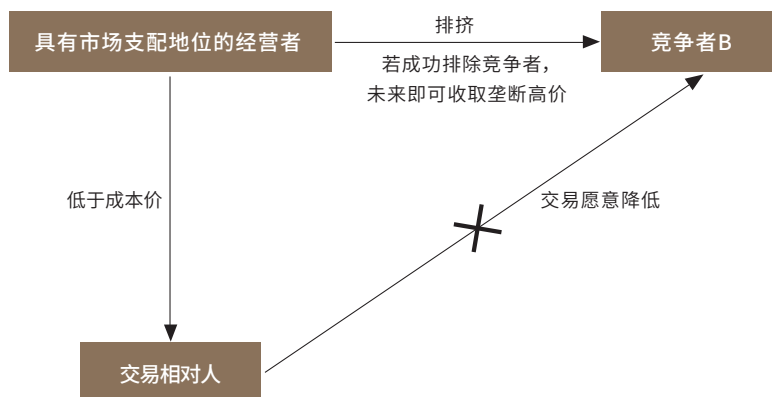 具有市场支配地位的经营者
排挤
竞争者B
若成功排除竞争者，
未来即可收取垄断高价
低于成本价
交易愿意降低
交易相对人